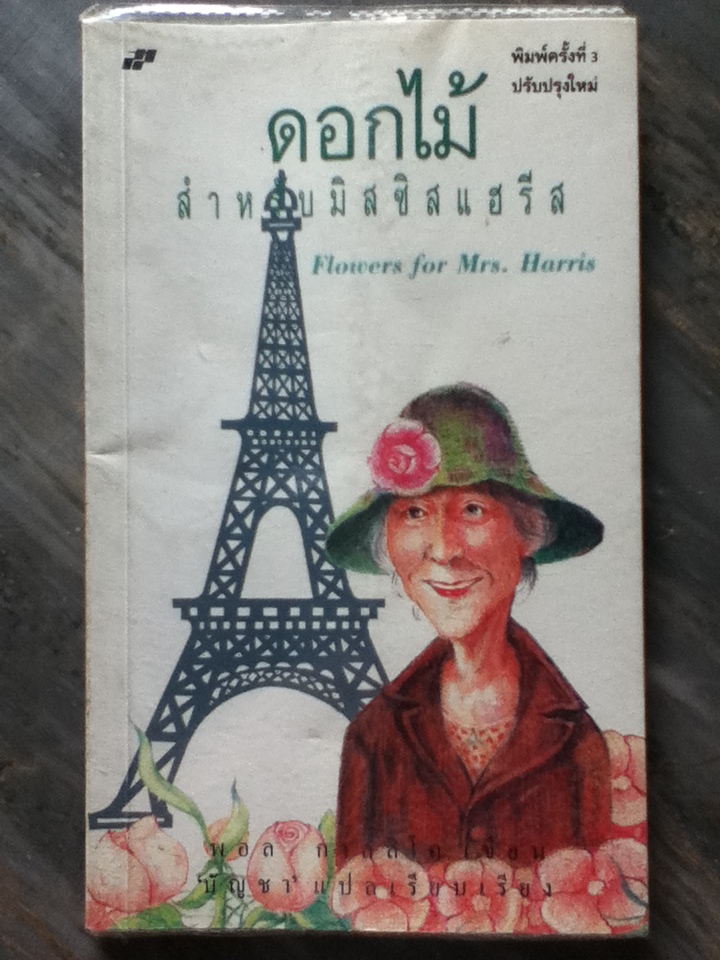 พิมพ์ครั้งที่ 3
ปรับปรุงใหม่
ดอกไม้
สำหรับมิสซิสแฮรีส
Flowers for Mrs. Harris
พอล กาลลิโก เขียน
'บัญชา' แปลเรียบเรียง